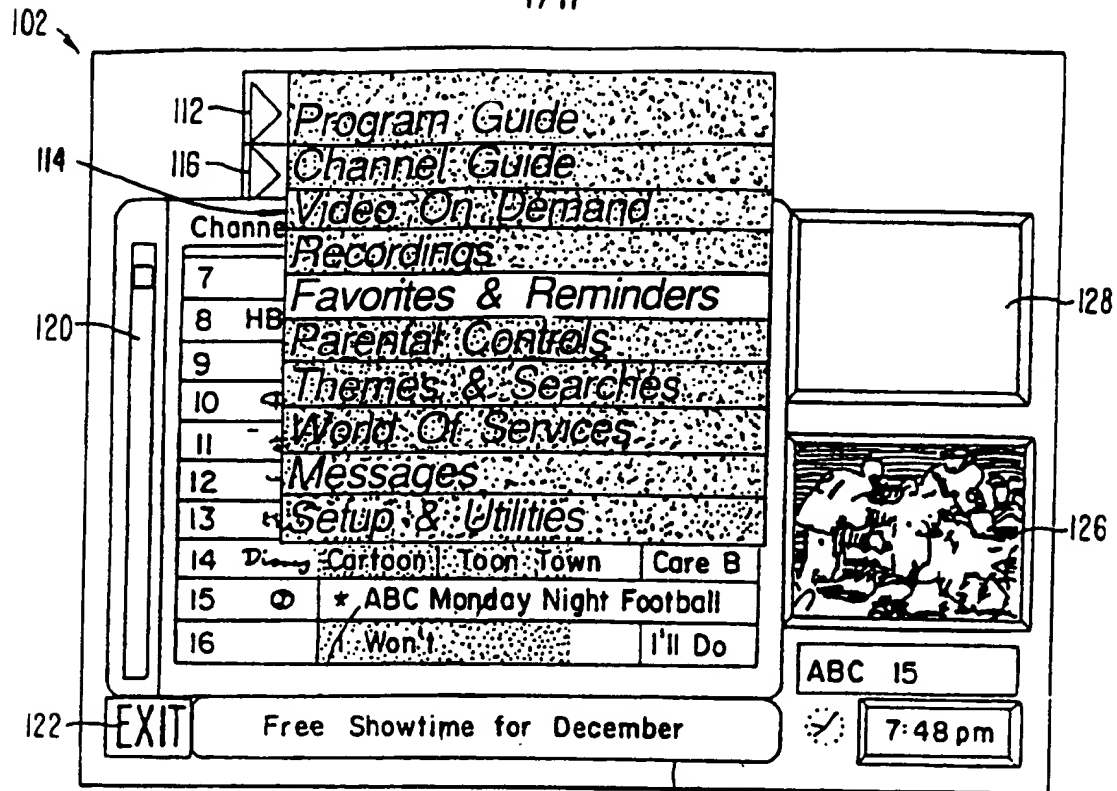 102
112
Program Guide
116
Channel Guide
114
Video On Demand
Channe
Recordings
7
Favorites & Reminders
128
8 HB
120
Parental Controls
9
Themes & Searches
10
World Of Services
11
Messages
12
Setup & Utilities
13
126
14 Disney Cartoon Toon Town Care B
15 * ABC Monday Night Football
16 I Won't I'll Do
ABC 15
122
EXIT
Free Showtime for December
7:48 pm